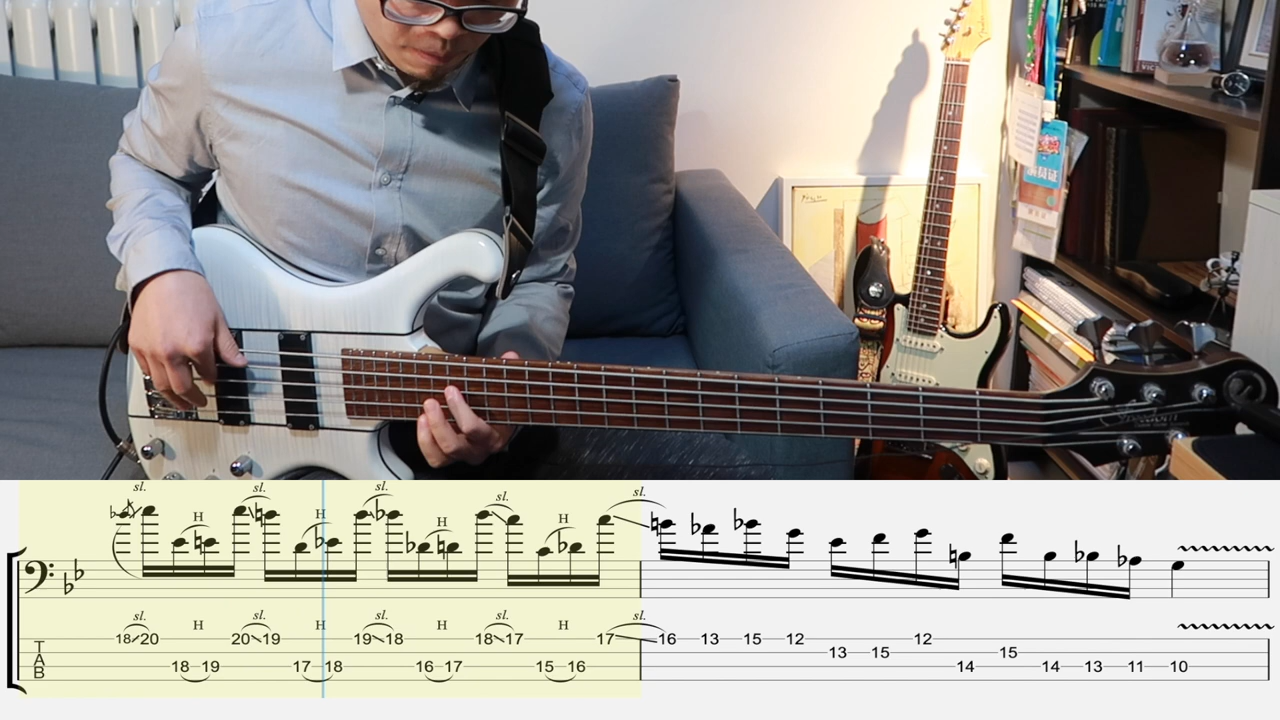 VIC
sl. sl. sl. sl. sl.
H H H H
sl. sl. sl. sl. sl.
H H H H
T 18 20 20 19 19 18 18 17 17 16 13 15 12 12
A 13 15 15
B 18 19 17 18 16 17 15 16 14 14 13 11 10